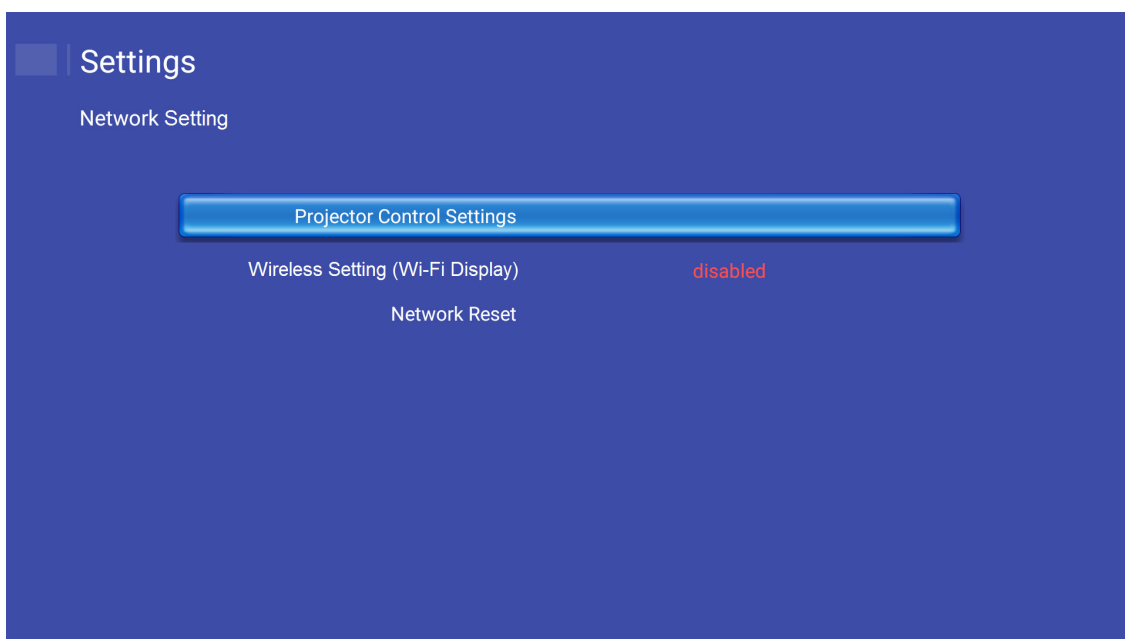 Settings
Network Setting
Projector Control Settings
Wireless Setting (Wi-Fi Display) disabled
Network Reset